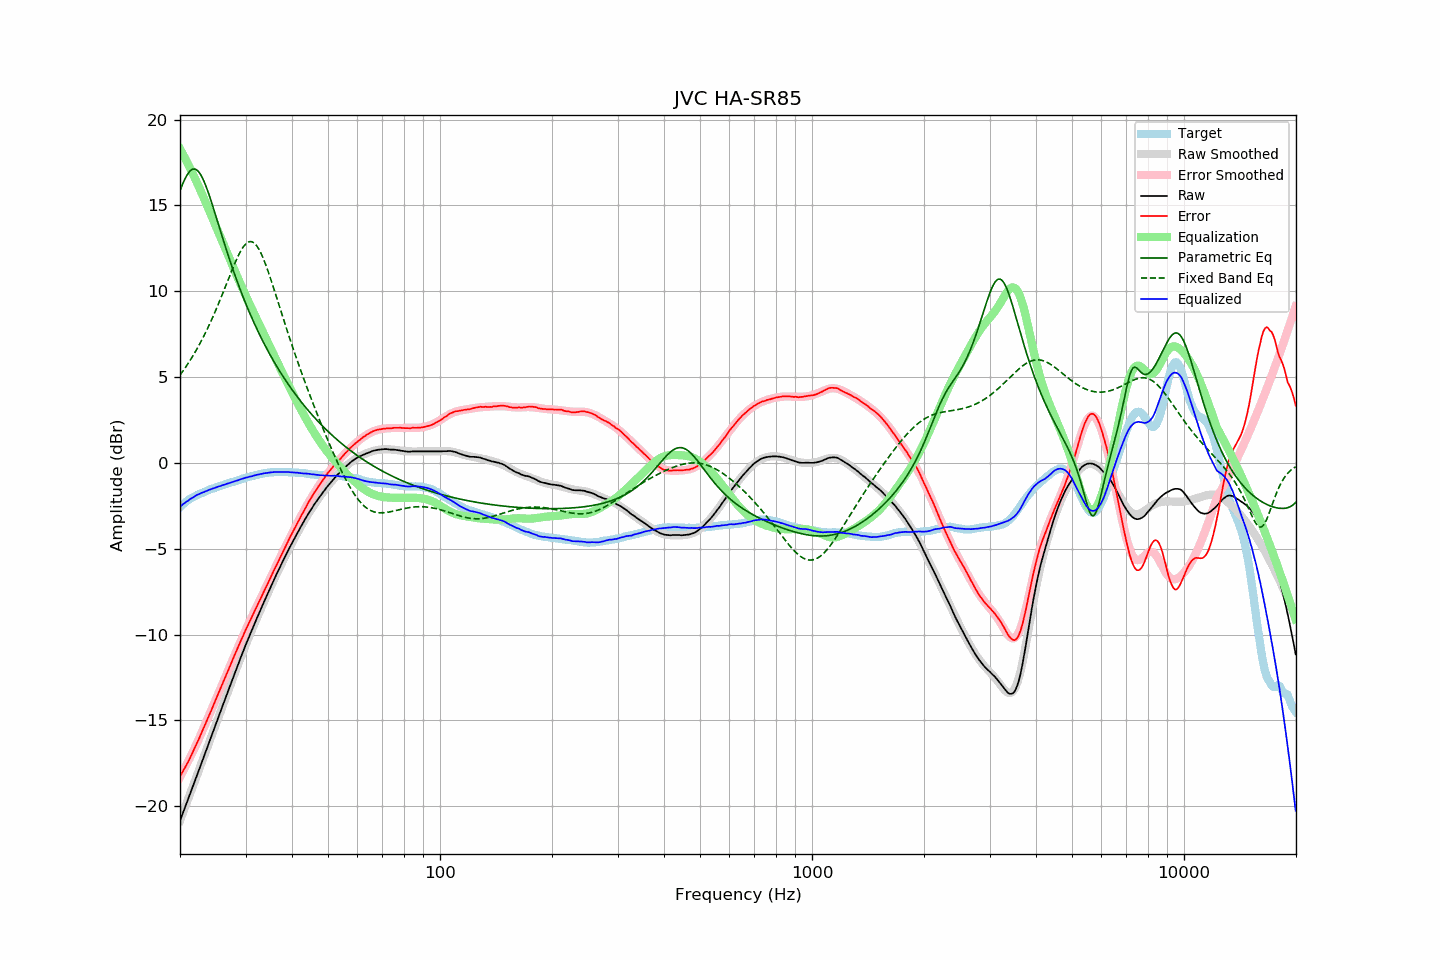 JVC HA-SR85
Amplitude (dBr)
20
15
10
5
0
−5
−10
−15
−20
Target
Raw Smoothed
Error Smoothed
Raw
Error
Equalization
Parametric Eq
Fixed Band Eq
Equalized
100
1000
10000
Frequency (Hz)